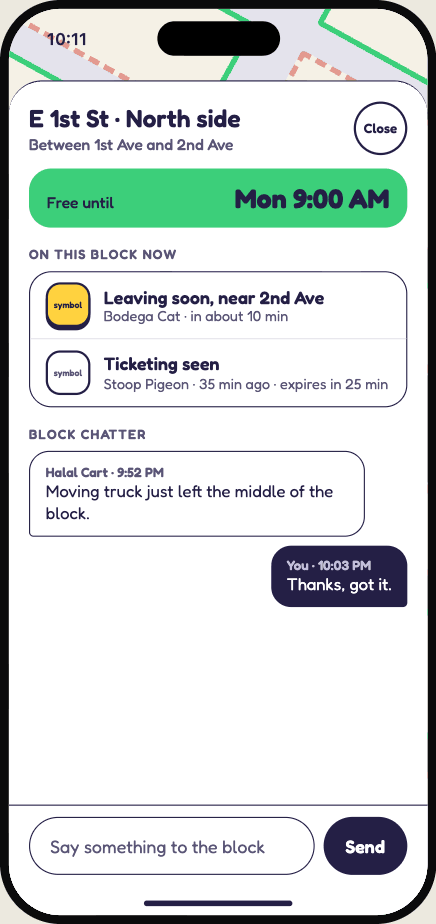 10:11
E 1st St · North side
Close
Between 1st Ave and 2nd Ave
Free until
Mon 9:00 AM
ON THIS BLOCK NOW
symbol
Leaving soon, near 2nd Ave
Bodega Cat · in about 10 min
symbol
Ticketing seen
Stoop Pigeon · 35 min ago · expires in 25 min
BLOCK CHATTER
Halal Cart · 9:52 PM
Moving truck just left the middle of the
block.
You · 10:03 PM
Thanks, got it.
Say something to the block
Send